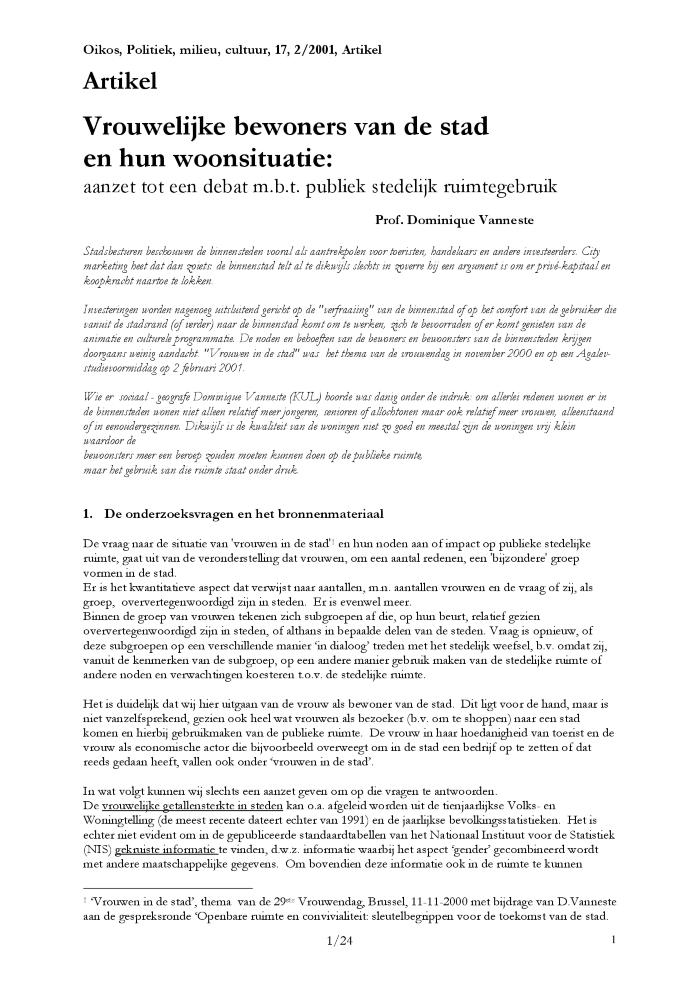 Oikos, Politiek, milieu, cultuur, 17, 2/2001, Artikel
Artikel
Vrouwelijke bewoners van de stad
en hun woonsituatie:
aanzet tot een debat m.b.t. publiek stedelijk ruimtegebruik
Prof. Dominique Vanneste
Stadsbesturen beschouwen de binnensteden vooral als aantrekpolen voor toeristen, handelaars en andere investeerders. City
marketing heet dat dan zoiets: de binnenstad telt al te dikwijls slechts in zoverre hij een argument is om er privé-kapitaal en
koopkracht naartoe te lokken.
Investeringen worden nagenoeg uitsluitend gericht op de "verfraaiing" van de binnenstad of op het comfort van de gebruiker die
vanuit de stadsrand (of verder) naar de binnenstad komt om te werken, zich te bevoorraden of er komt genieten van de
animatie en culturele programmatie. De noden en behoeften van de bewoners en bewoonsters van de binnensteden krijgen
doorgaans weinig aandacht. "Vrouwen in de stad" was  het thema van de vrouwendag in november 2000 en op een Agalev-
studievoormiddag op 2 februari 2001.
Wie er  sociaal - geografe Dominique Vanneste (KUL) hoorde was danig onder de indruk: om allerlei redenen wonen er in
de binnensteden wonen niet alleen relatief meer jongeren, senioren of allochtonen maar ook relatief meer vrouwen, alleenstaand
of in eenoudergezinnen. Dikwijls is de kwaliteit van de woningen niet zo goed en meestal zijn de woningen vrij klein
waardoor de
bewoonsters meer een beroep zouden moeten kunnen doen op de publieke ruimte,
maar het gebruik van die ruimte staat onder druk.
1. De onderzoeksvragen en het bronnenmateriaal
De vraag naar de situatie van 'vrouwen in de stad'¹ en hun noden aan of impact op publieke stedelijke
ruimte, gaat uit van de veronderstelling dat vrouwen, om een aantal redenen, een 'bijzondere' groep
vormen in de stad.
Er is het kwantitatieve aspect dat verwijst naar aantallen, m.n. aantallen vrouwen en de vraag of zij, als
groep,  oververtegenwoordigd zijn in steden.  Er is evenwel meer.
Binnen de groep van vrouwen tekenen zich subgroepen af die, op hun beurt, relatief gezien
oververtegenwoordigd zijn in steden, of althans in bepaalde delen van de steden. Vraag is opnieuw, of
deze subgroepen op een verschillende manier ‘in dialoog’ treden met het stedelijk weefsel, b.v. omdat zij,
vanuit de kenmerken van de subgroep, op een andere manier gebruik maken van de stedelijke ruimte of
andere noden en verwachtingen koesteren t.o.v. de stedelijke ruimte.
Het is duidelijk dat wij hier uitgaan van de vrouw als bewoner van de stad.  Dit ligt voor de hand, maar is
niet vanzelfsprekend, gezien ook heel wat vrouwen als bezoeker (b.v. om te shoppen) naar een stad
komen en hierbij gebruikmaken van de publieke ruimte.  De vrouw in haar hoedanigheid van toerist en de
vrouw als economische actor die bijvoorbeeld overweegt om in de stad een bedrijf op te zetten of dat
reeds gedaan heeft, vallen ook onder ‘vrouwen in de stad’.
In wat volgt kunnen wij slechts een aanzet geven om op die vragen te antwoorden.
De vrouwelijke getallensterkte in steden kan o.a. afgeleid worden uit de tienjaarlijkse Volks- en
Woningtelling (de meest recente dateert echter van 1991) en de jaarlijkse bevolkingsstatistieken.  Het is
echter niet evident om in de gepubliceerde standaardtabellen van het Nationaal Instituut voor de Statistiek
(NIS) gekruiste informatie te vinden, d.w.z. informatie waarbij het aspect ‘gender’ gecombineerd wordt
met andere maatschappelijke gegevens.  Om bovendien deze informatie ook in de ruimte te kunnen
¹ ‘Vrouwen in de stad’, thema  van de 29ste Vrouwendag, Brussel, 11-11-2000 met bijdrage van D.Vanneste
aan de gespreksronde ‘Openbare ruimte en convivialiteit: sleutelbegrippen voor de toekomst van de stad.
1/24
1